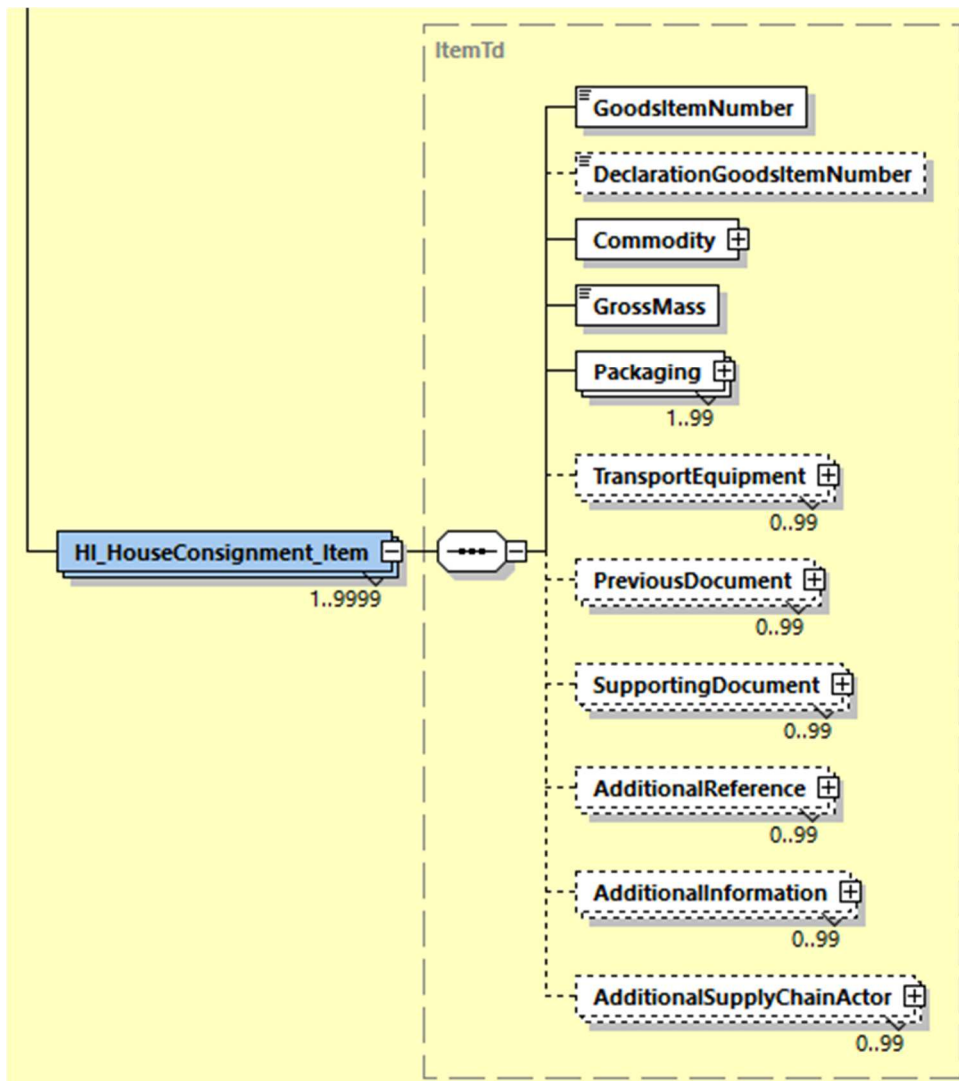 ItemTd
GoodsItemNumber
DeclarationGoodsItemNumber
Commodity
GrossMass
Packaging
1..99
TransportEquipment
0..99
HI_HouseConsignment_Item
1..9999
PreviousDocument
0..99
SupportingDocument
0..99
AdditionalReference
0..99
AdditionalInformation
0..99
AdditionalSupplyChainActor
0..99